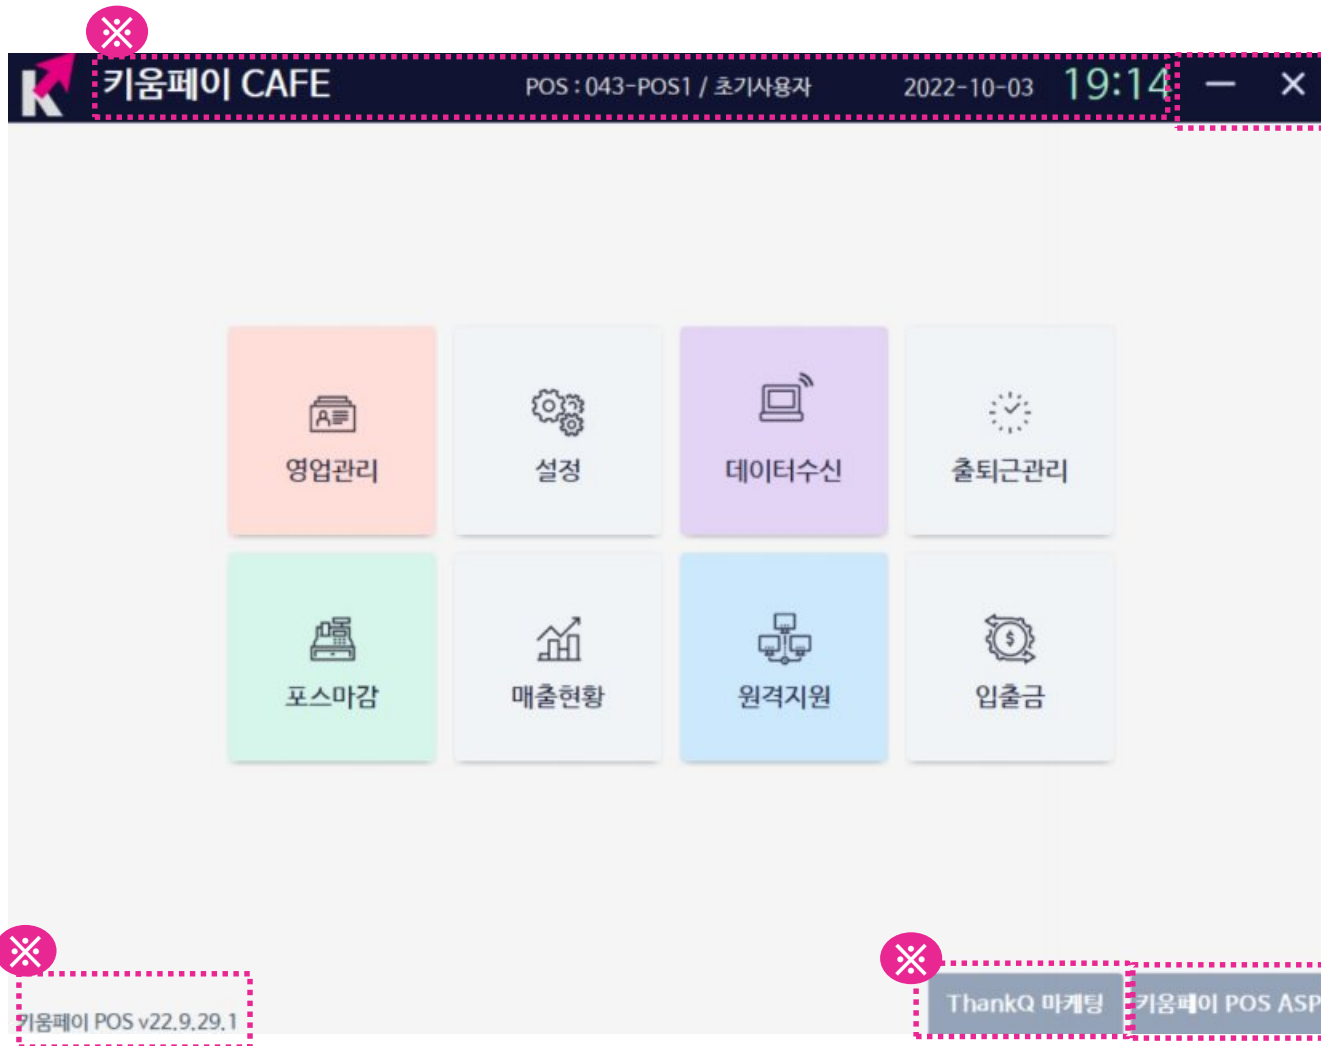 ※
키움페이 CAFE POS : 043-POS1 / 초기사용자 2022-10-03 19:14
영업관리 설정 데이터수신 출퇴근관리
포스마감 매출현황 원격지원 입출금
※ ※
키움페이 POS v22.9.29.1 ThankQ 마케팅 키움페이 POS ASP